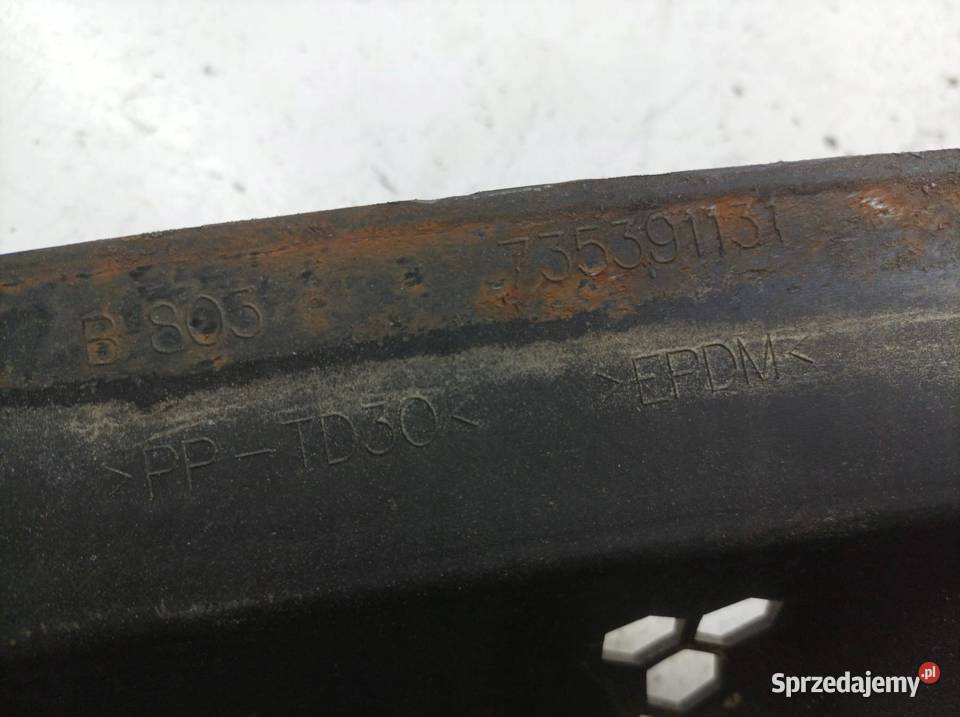 735391131
B 803
>EPDM<
>PP-TD30<
Sprzedajemy.pl